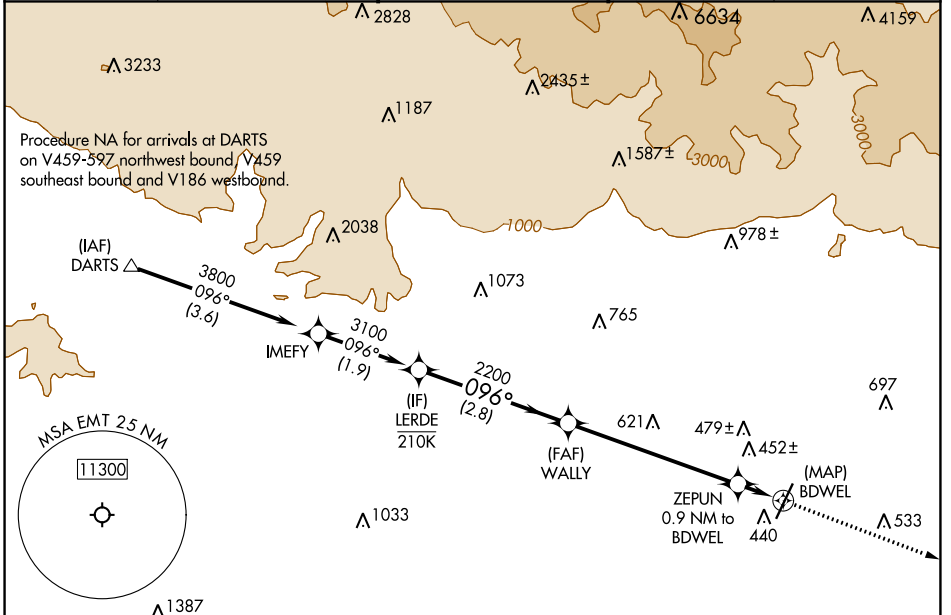 2828
6634
4159
3233
2435±
1187
Procedure NA for arrivals at DARTS
on V459-597 northwest bound, V459
southeast bound and V186 westbound.
1587±
3000
3000
2038
1000
978±
(IAF)
DARTS
3800
096°
(3.6)
1073
765
IMEFY
3100
096°
(1.9)
2200
096°
(2.8)
(IF)
LERDE
210K
697
621
479±
452±
(FAF)
WALLY
(MAP)
BDWEL
ZEPUN
0.9 NM to
BDWEL
440
533
MSA EMT 25 NM
11300
1033
1387